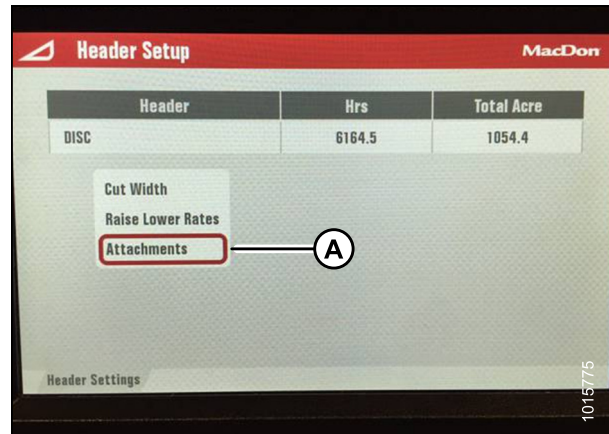 Header Setup MacDon
Header Hrs Total Acre
DISC 6164.5 1054.4
Cut Width
Raise Lower Rates
Attachments
A
Header Settings
1015775